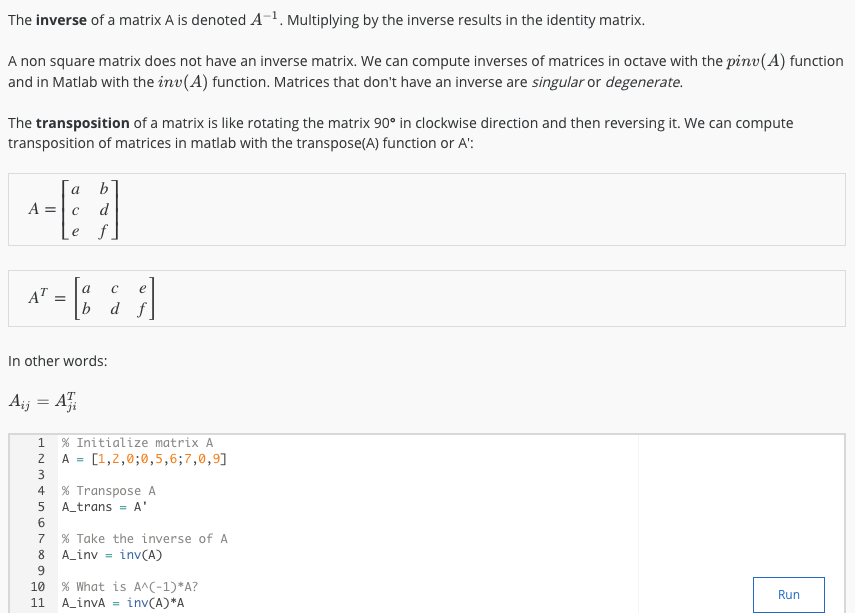 The inverse of a matrix A is denoted A⁻¹. Multiplying by the inverse results in the identity matrix.
A non square matrix does not have an inverse matrix. We can compute inverses of matrices in octave with the pinv(A) function
and in Matlab with the inv(A) function. Matrices that don't have an inverse are singular or degenerate.
The transposition of a matrix is like rotating the matrix 90° in clockwise direction and then reversing it. We can compute
transposition of matrices in matlab with the transpose(A) function or A':
A = [a b
c d
e f]
Aᵀ = [a c e
b d f]
In other words:
A_{ij} = A^T_{ji}
1 % Initialize matrix A
2 A = [1,2,0;0,5,6;7,0,9]
3
4 % Transpose A
5 A_trans = A'
6
7 % Take the inverse of A
8 A_inv = inv(A)
9
10 % What is A^(-1)*A?
11 A_invA = inv(A)*A
Run